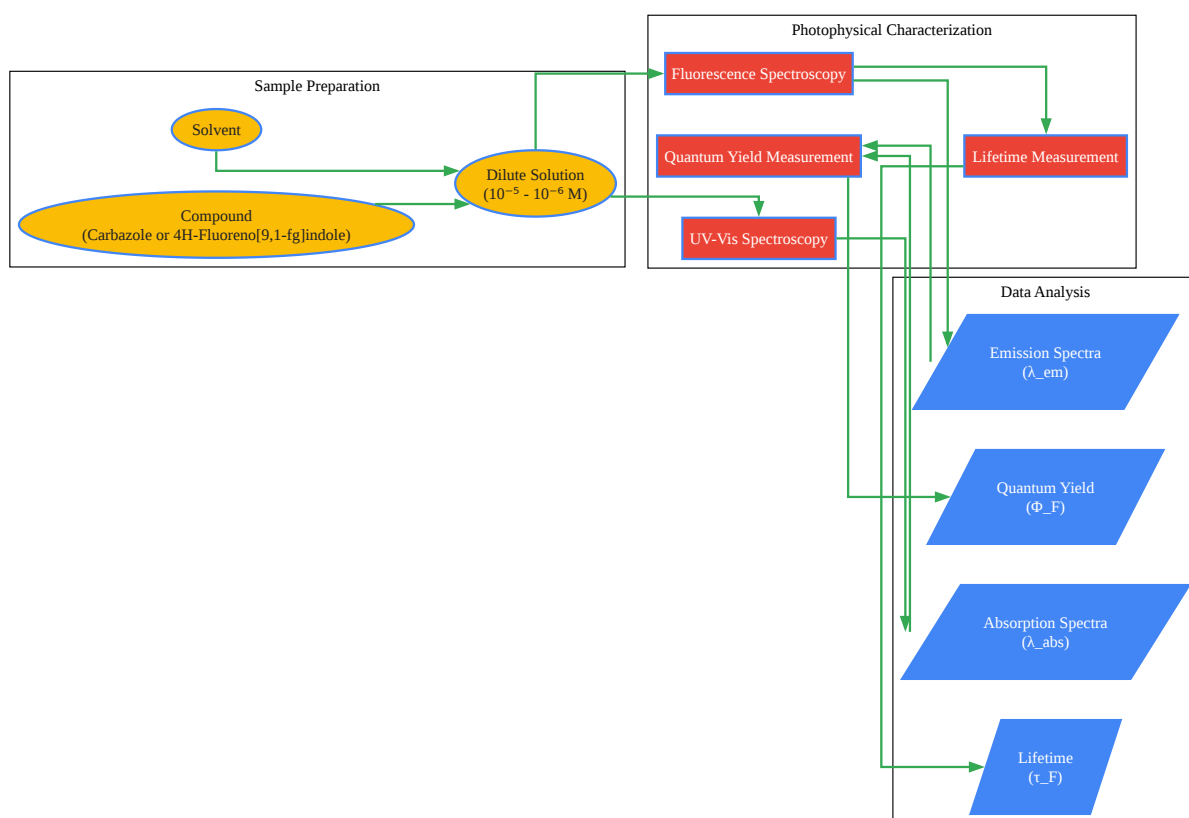 Photophysical Characterization
Fluorescence Spectroscopy
Quantum Yield Measurement
Lifetime Measurement
UV-Vis Spectroscopy
Sample Preparation
Solvent
Dilute Solution
(10⁻⁵ - 10⁻⁶ M)
Compound
(Carbazole or 4H-Fluoreno[9,1-fg]indole)
Data Analysis
Emission Spectra
(λ_em)
Quantum Yield
(Φ_F)
Absorption Spectra
(λ_abs)
Lifetime
(τ_F)